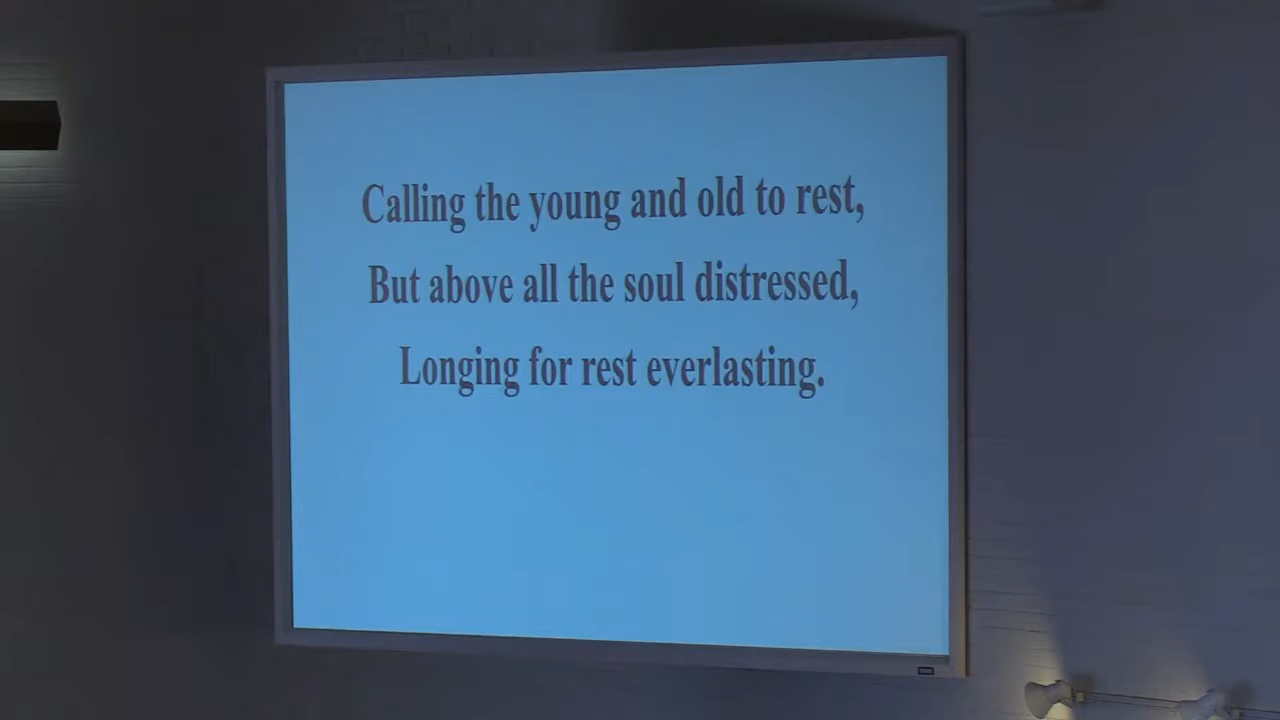 Calling the young and old to rest,
But above all the soul distressed,
Longing for rest everlasting.